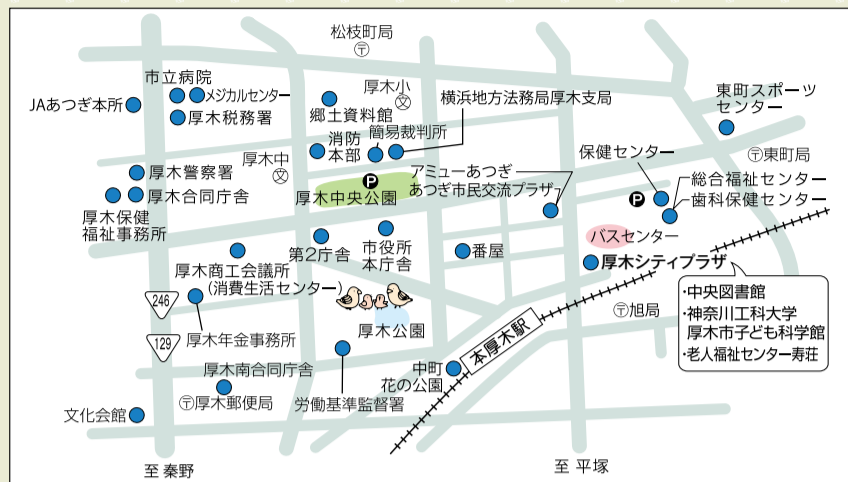 松枝町局
〒
市立病院
メジカルセンター
JAあつぎ本所
厚木税務署
郷土資料館
厚木小
文
横浜地方法務局厚木支局
東町スポーツ
センター
消防
本部
簡易裁判所
厚木中
文
保健センター
〒東町局
厚木警察署
P
アミューあつぎ
あつぎ市民交流プラザ
総合福祉センター
歯科保健センター
P
厚木合同庁舎
厚木中央公園
厚木保健
福祉事務所
第2庁舎
市役所
本庁舎
番屋
バスセンター
厚木シティプラザ
厚木商工会議所
(消費生活センター)
・中央図書館
・神奈川工科大学
厚木市子ども科学館
・老人福祉センター寿荘
246
厚木公園
〒旭局
129
厚木年金事務所
本厚木駅
厚木南合同庁舎
中町
花の公園
〒厚木郵便局
労働基準監督署
文化会館
至 秦野
至 平塚